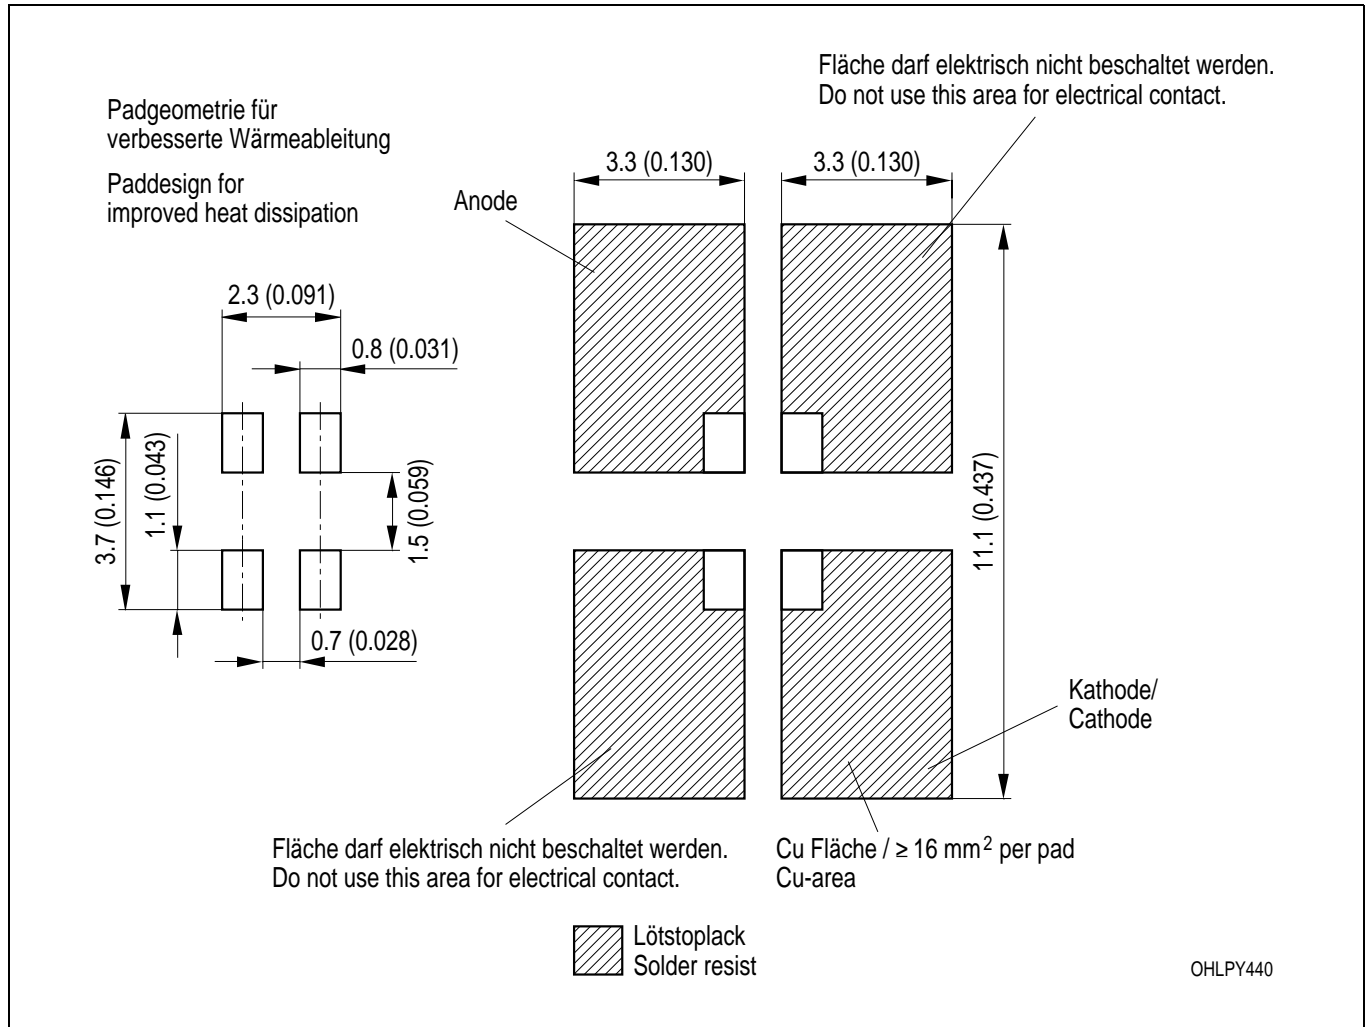 Padgeometrie für
verbesserte Wärmeableitung
Paddesign for
improved heat dissipation
Fläche darf elektrisch nicht beschaltet werden.
Do not use this area for electrical contact.
3.3 (0.130)
3.3 (0.130)
Anode
2.3 (0.091)
0.8 (0.031)
3.7 (0.146)
1.1 (0.043)
1.5 (0.059)
0.7 (0.028)
11.1 (0.437)
Kathode/
Cathode
Fläche darf elektrisch nicht beschaltet werden.
Do not use this area for electrical contact.
Cu Fläche / ≥ 16 mm² per pad
Cu-area
Lötstoplack
Solder resist
OHLPY440